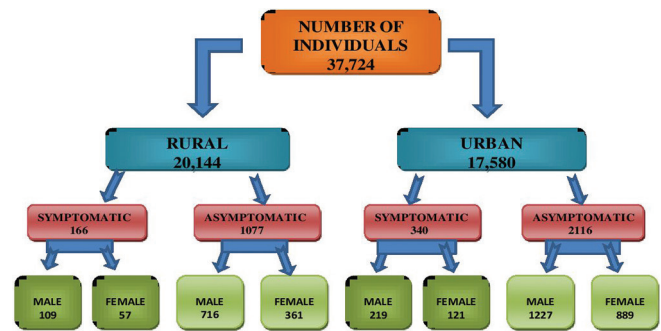 NUMBER OF
INDIVIDUALS
37,724
RURAL
20,144
URBAN
17,580
SYMPTOMATIC
166
ASYMPTOMATIC
1077
SYMPTOMATIC
340
ASYMPTOMATIC
2116
MALE
109
FEMALE
57
MALE
716
FEMALE
361
MALE
219
FEMALE
121
MALE
1227
FEMALE
889